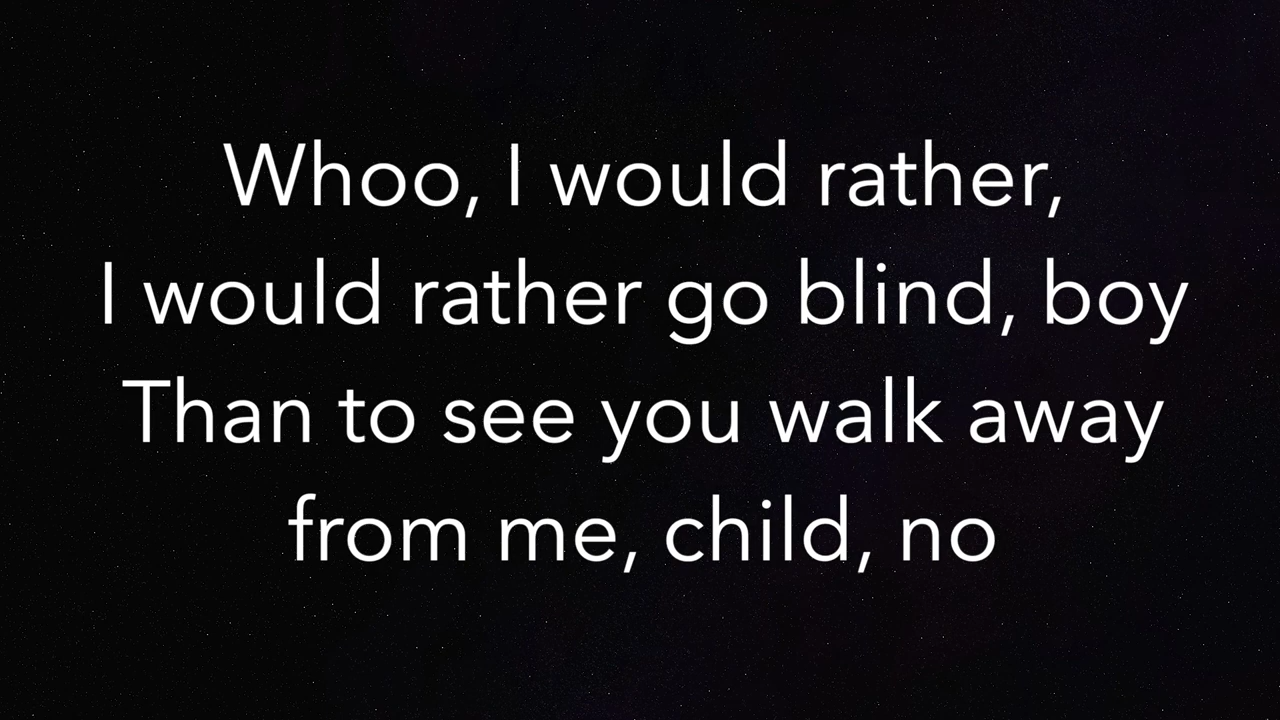 Whoo, I would rather,
I would rather go blind, boy
Than to see you walk away
from me, child, no